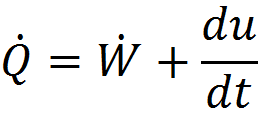 Q̇ = Ẇ + du/dt